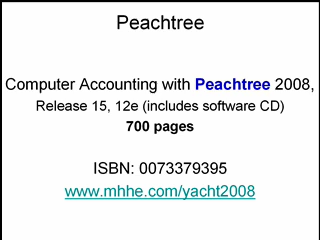 Peachtree
Computer Accounting with Peachtree 2008,
Release 15, 12e (includes software CD)
700 pages
ISBN: 0073379395
www.mhhe.com/yacht2008